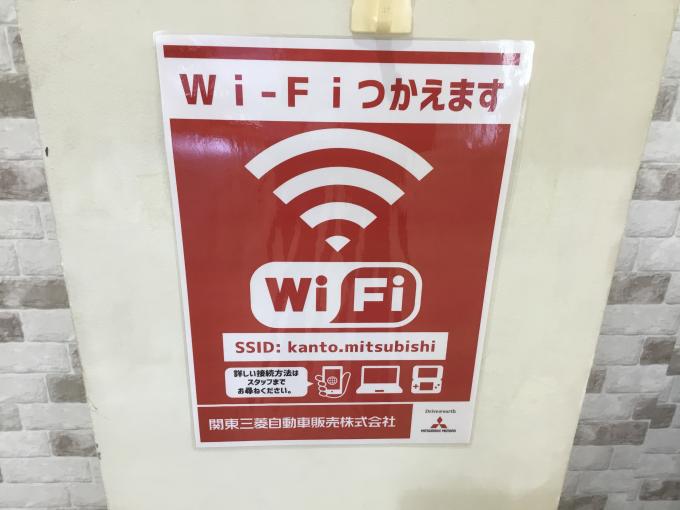 Wi-Fiつかえます
Wi Fi
SSID: kanto.mitsubishi
詳しい接続方法は
スタッフまで
お尋ねください。
関東三菱自動車販売株式会社
Drive@earth
MITSUBISHI MOTORS